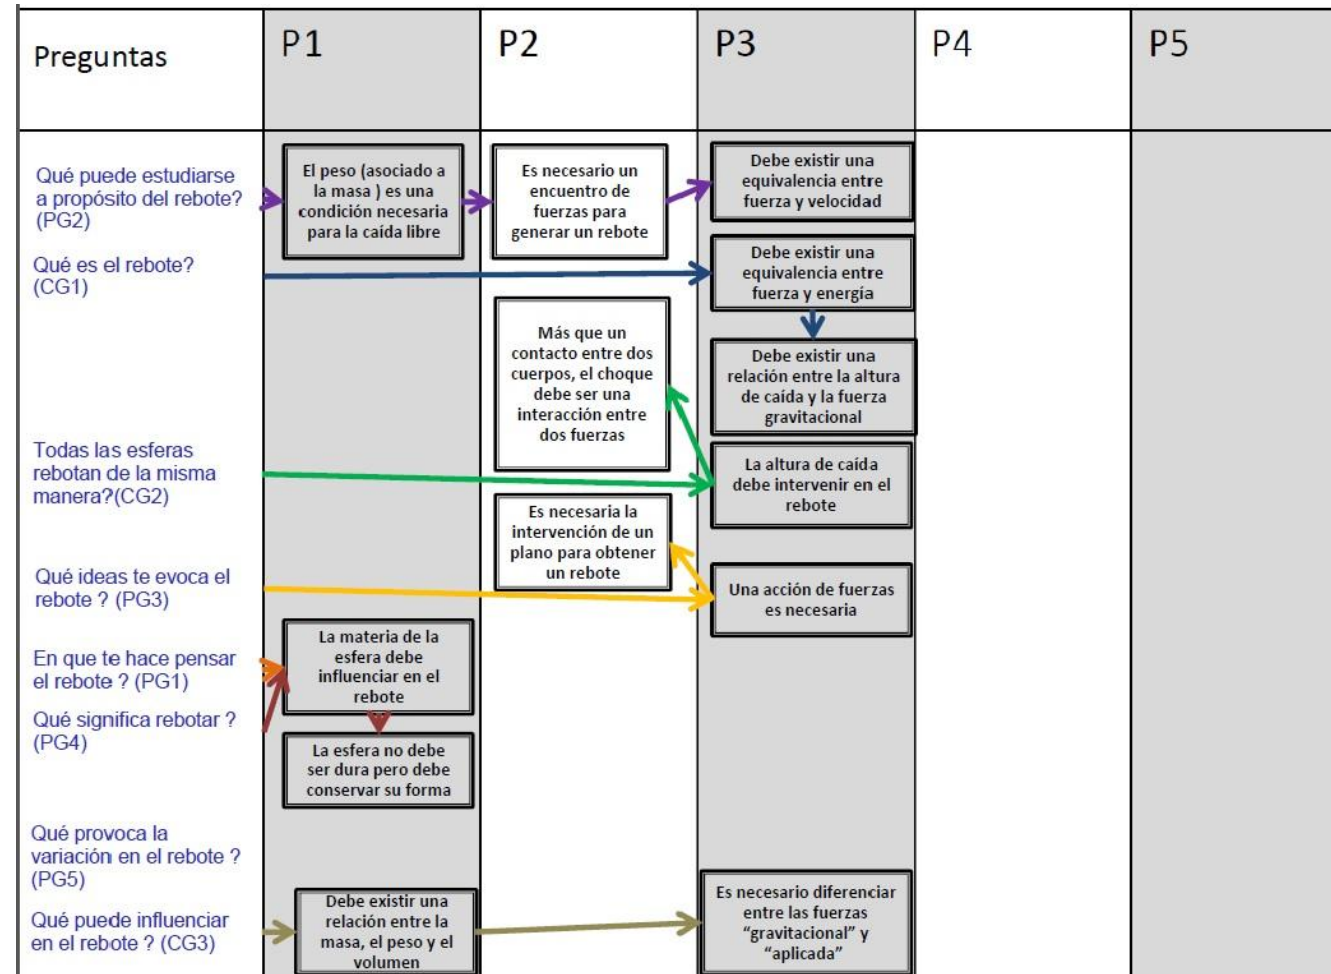 Preguntas
P1
P2
P3
P4
P5
Qué puede estudiarse
a propósito del rebote?
(PG2)
El peso (asociado a
la masa ) es una
condición necesaria
para la caída libre
Es necesario un
encuentro de
fuerzas para
generar un rebote
Debe existir una
equivalencia entre
fuerza y velocidad
Qué es el rebote?
(CG1)
Debe existir una
equivalencia entre
fuerza y energía
Más que un
contacto entre dos
cuerpos, el choque
debe ser una
interacción entre
dos fuerzas
Debe existir una
relación entre la altura
de caída y la fuerza
gravitacional
Todas las esferas
rebotan de la misma
manera?(CG2)
La altura de caída
debe intervenir en el
rebote
Es necesaria la
intervención de un
plano para obtener
un rebote
Qué ideas te evoca el
rebote ? (PG3)
Una acción de fuerzas
es necesaria
En que te hace pensar
el rebote ? (PG1)
La materia de la
esfera debe
influenciar en el
rebote
Qué significa rebotar ?
(PG4)
La esfera no debe
ser dura pero debe
conservar su forma
Qué provoca la
variación en el rebote ?
(PG5)
Qué puede influenciar
en el rebote ? (CG3)
Debe existir una
relación entre la
masa, el peso y el
volumen
Es necesario diferenciar
entre las fuerzas
“gravitacional” y
“aplicada”